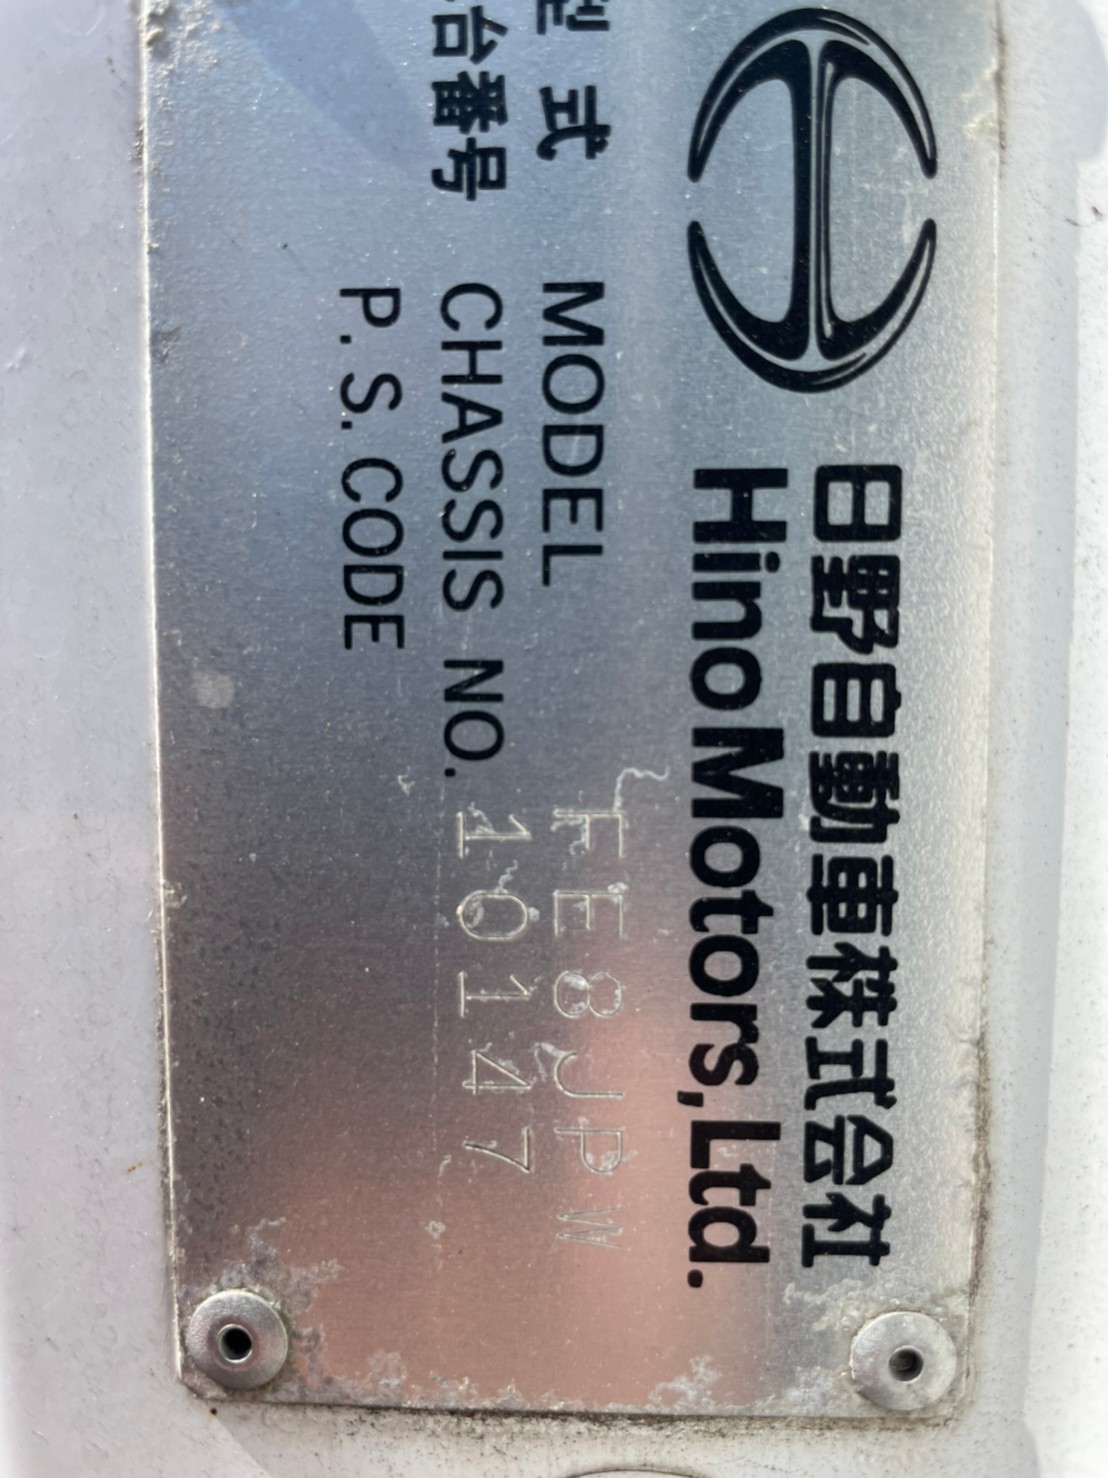 日野自動車株式会社
Hino Motors, Ltd.
型式 MODEL FE8JPW
台番号 CHASSIS NO. 10147
P. S. CODE